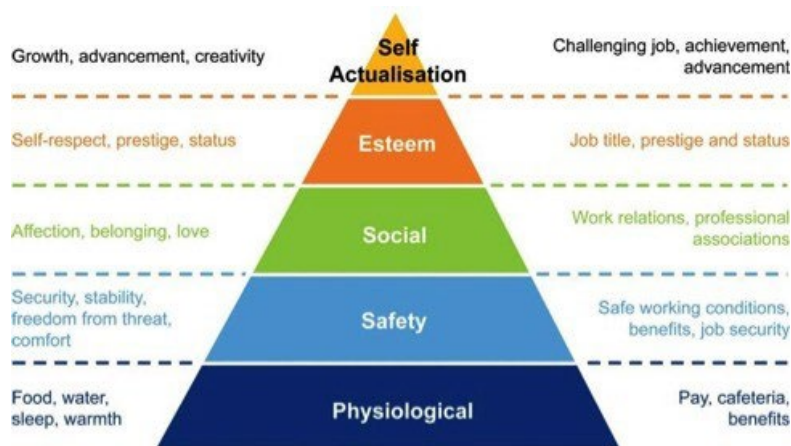 Growth, advancement, creativity
Self
Actualisation
Challenging job, achievement,
advancement
Self-respect, prestige, status
Esteem
Job title, prestige and status
Affection, belonging, love
Social
Work relations, professional
associations
Security, stability,
freedom from threat,
comfort
Safety
Safe working conditions,
benefits, job security
Food, water,
sleep, warmth
Physiological
Pay, cafeteria,
benefits